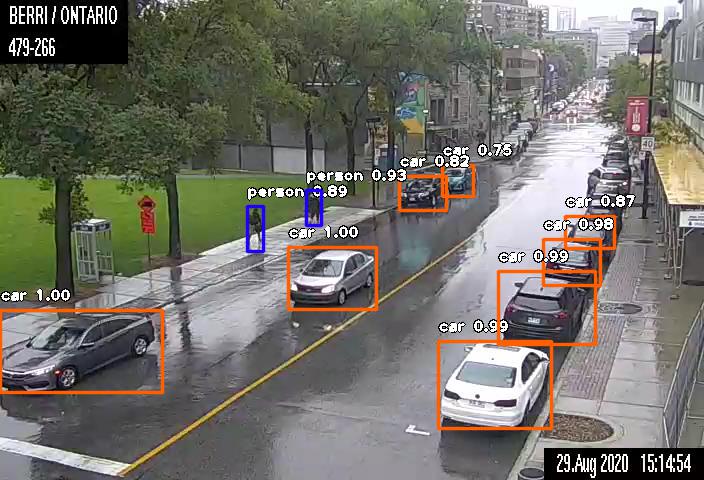 BERRI / ONTARIO
479-266
car 0.75
car 0.82
person 0.93
person 0.89
car 0.87
car 0.98
car 1.00
car 0.99
car 1.00
car 0.99
40
29.Aug 2020 15:14:54